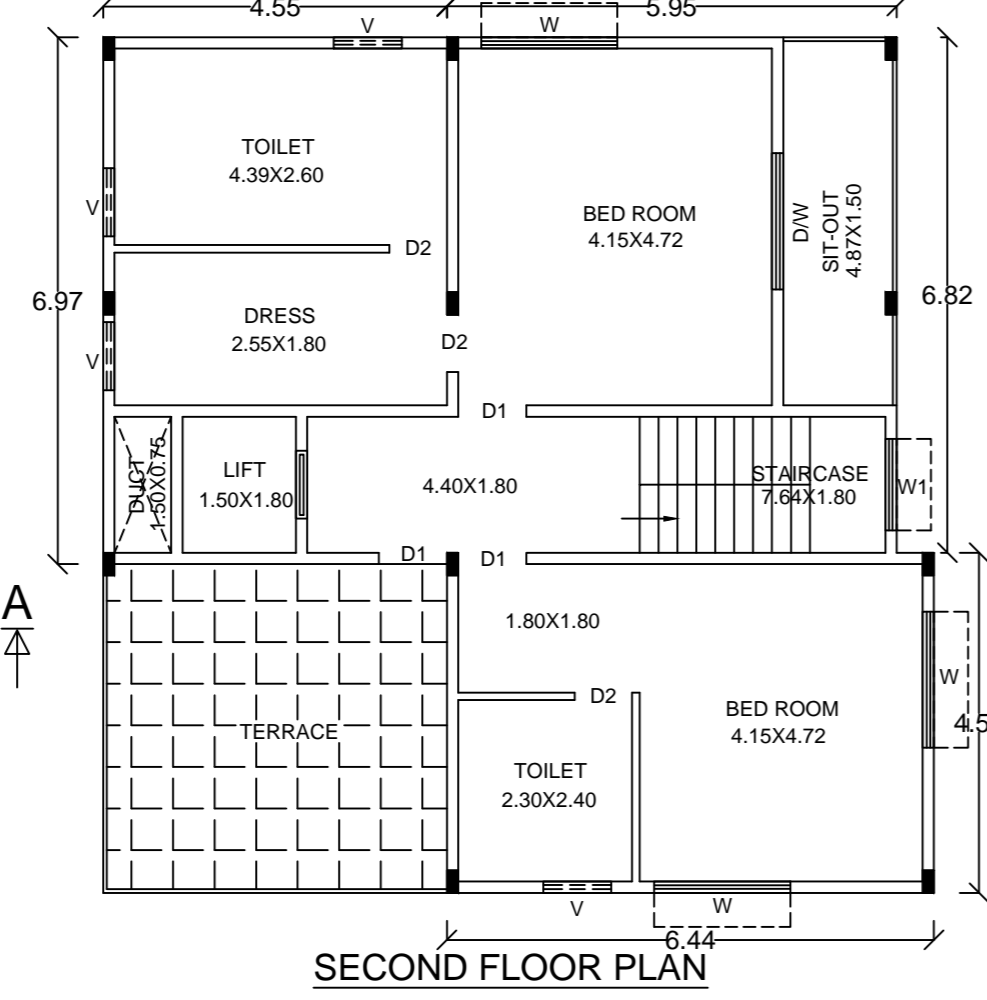 4.55
5.95
V
W
TOILET
4.39X2.60
BED ROOM
4.15X4.72
D/W
SIT-OUT
4.87X1.50
V
D2
6.97
6.82
DRESS
2.55X1.80
D2
V
D1
DUCT
1.50X0.75
LIFT
1.50X1.80
4.40X1.80
STAIRCASE
7.64X1.80
W1
D1
D1
A
1.80X1.80
W
D2
BED ROOM
4.15X4.72
4.5
TERRACE
TOILET
2.30X2.40
V
W
6.44
SECOND FLOOR PLAN